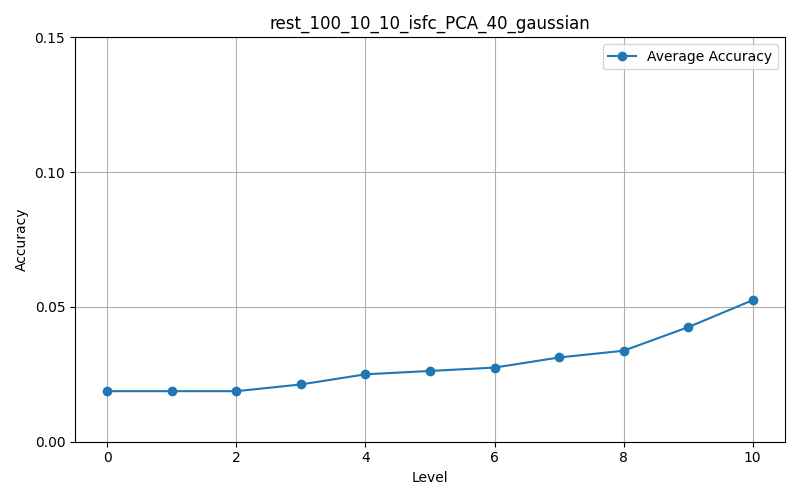 rest_100_10_10_isfc_PCA_40_gaussian
Average Accuracy
0.15
0.10
0.05
0.00
Accuracy
0 2 4 6 8 10
Level